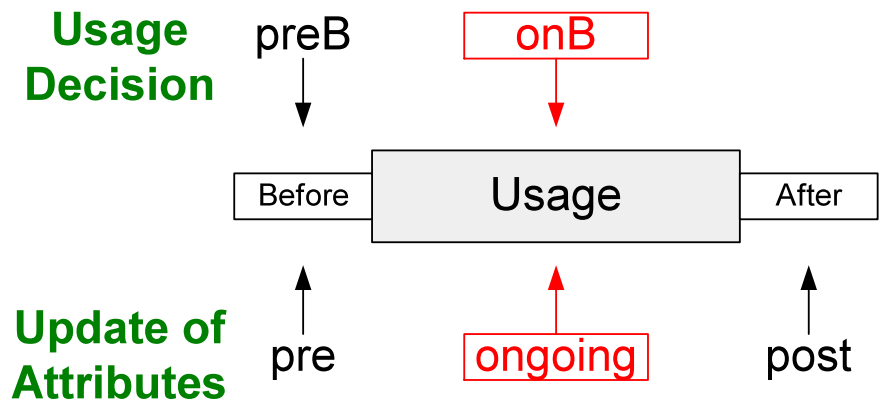 Usage
Decision
preB
onB
Before
Usage
After
Update of
Attributes
pre
ongoing
post